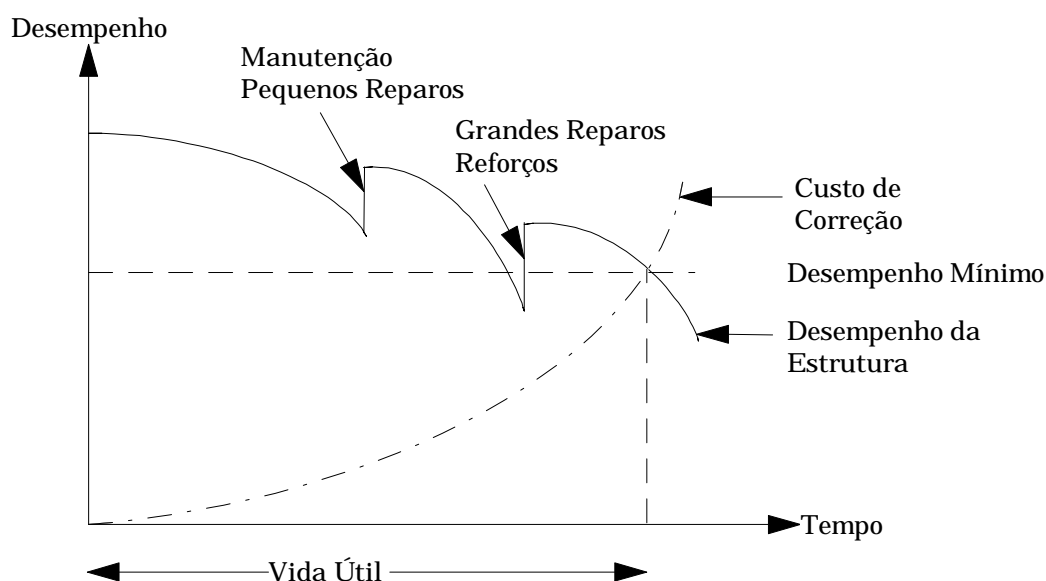 Desempenho
Manutenção
Pequenos Reparos
Grandes Reparos
Reforços
Custo de
Correção
Desempenho Mínimo
Desempenho da
Estrutura
Tempo
Vida Útil